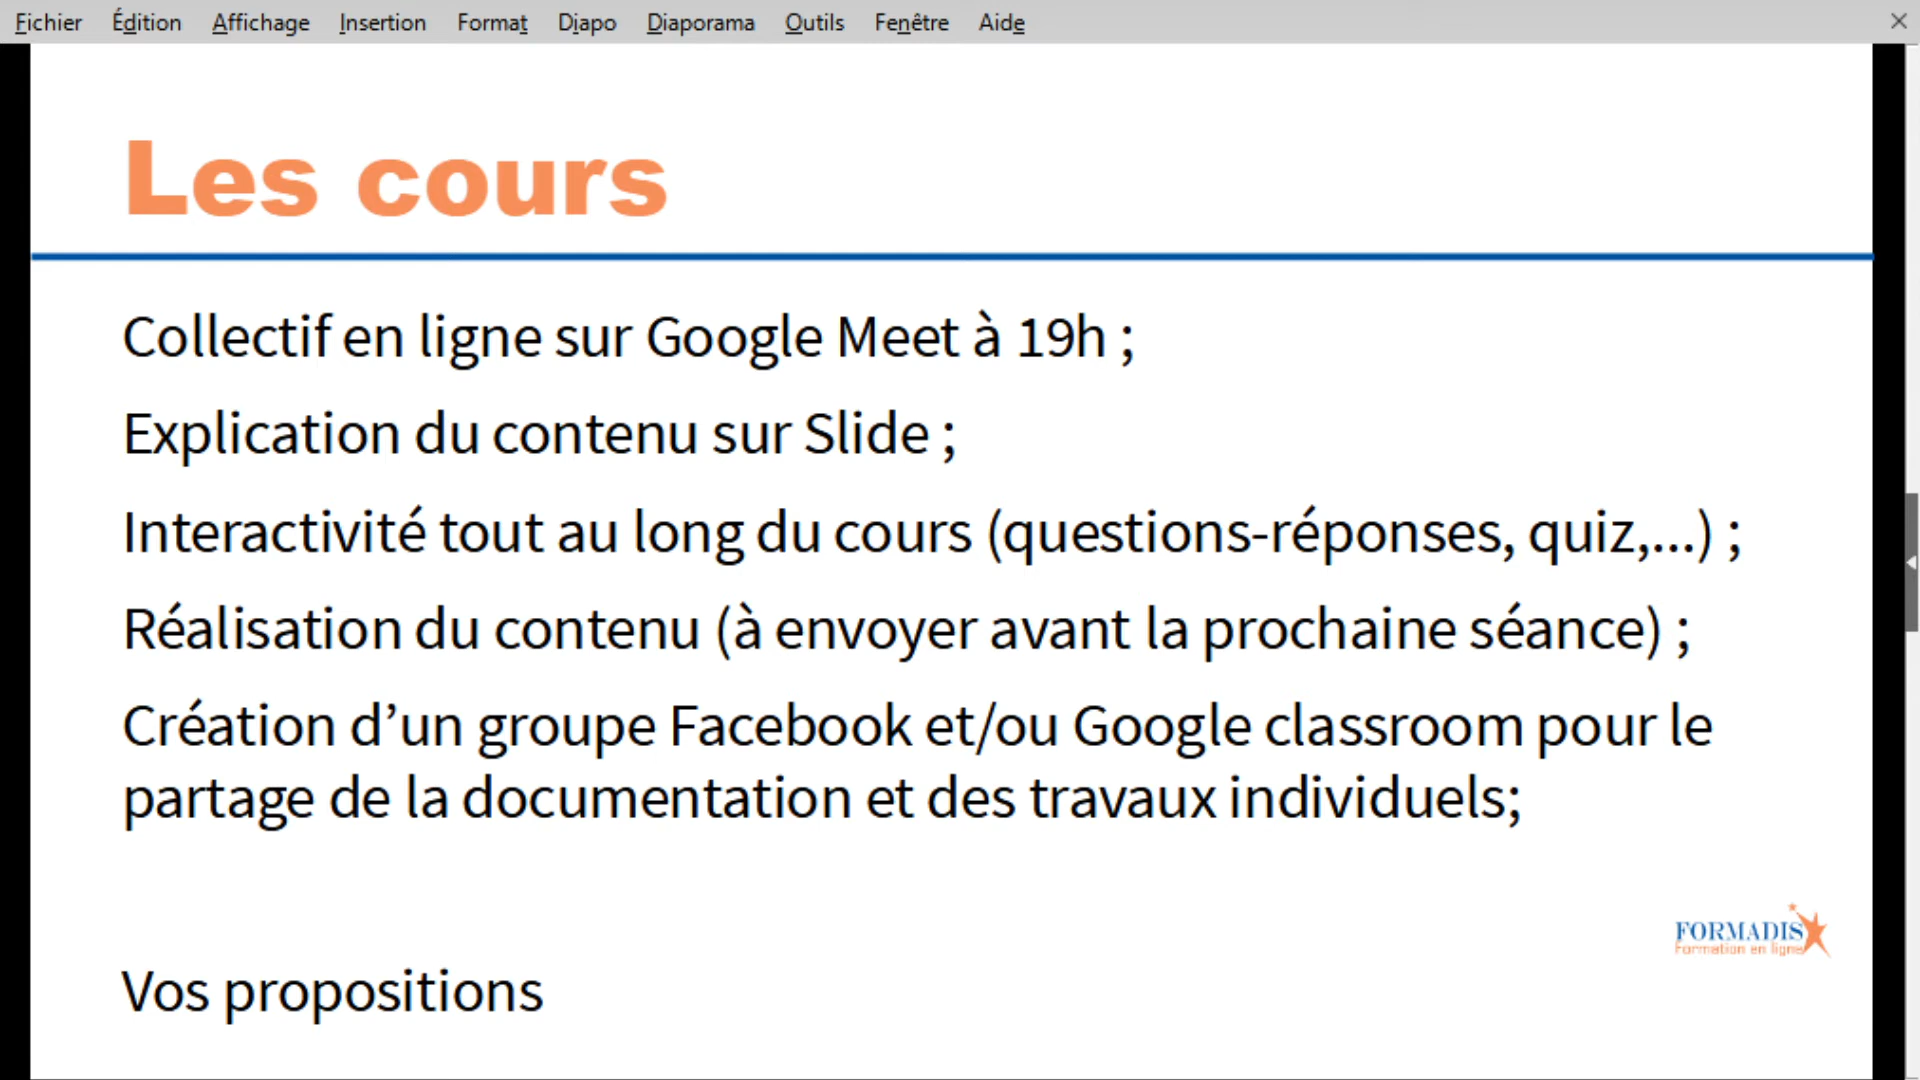 Fichier Édition Affichage Insertion Format Diapo Diaporama Outils Fenêtre Aide
Les cours
Collectif en ligne sur Google Meet à 19h ;
Explication du contenu sur Slide ;
Interactivité tout au long du cours (questions-réponses, quiz,...) ;
Réalisation du contenu (à envoyer avant la prochaine séance) ;
Création d’un groupe Facebook et/ou Google classroom pour le
partage de la documentation et des travaux individuels;
FORMADIS
Formation en ligne
Vos propositions